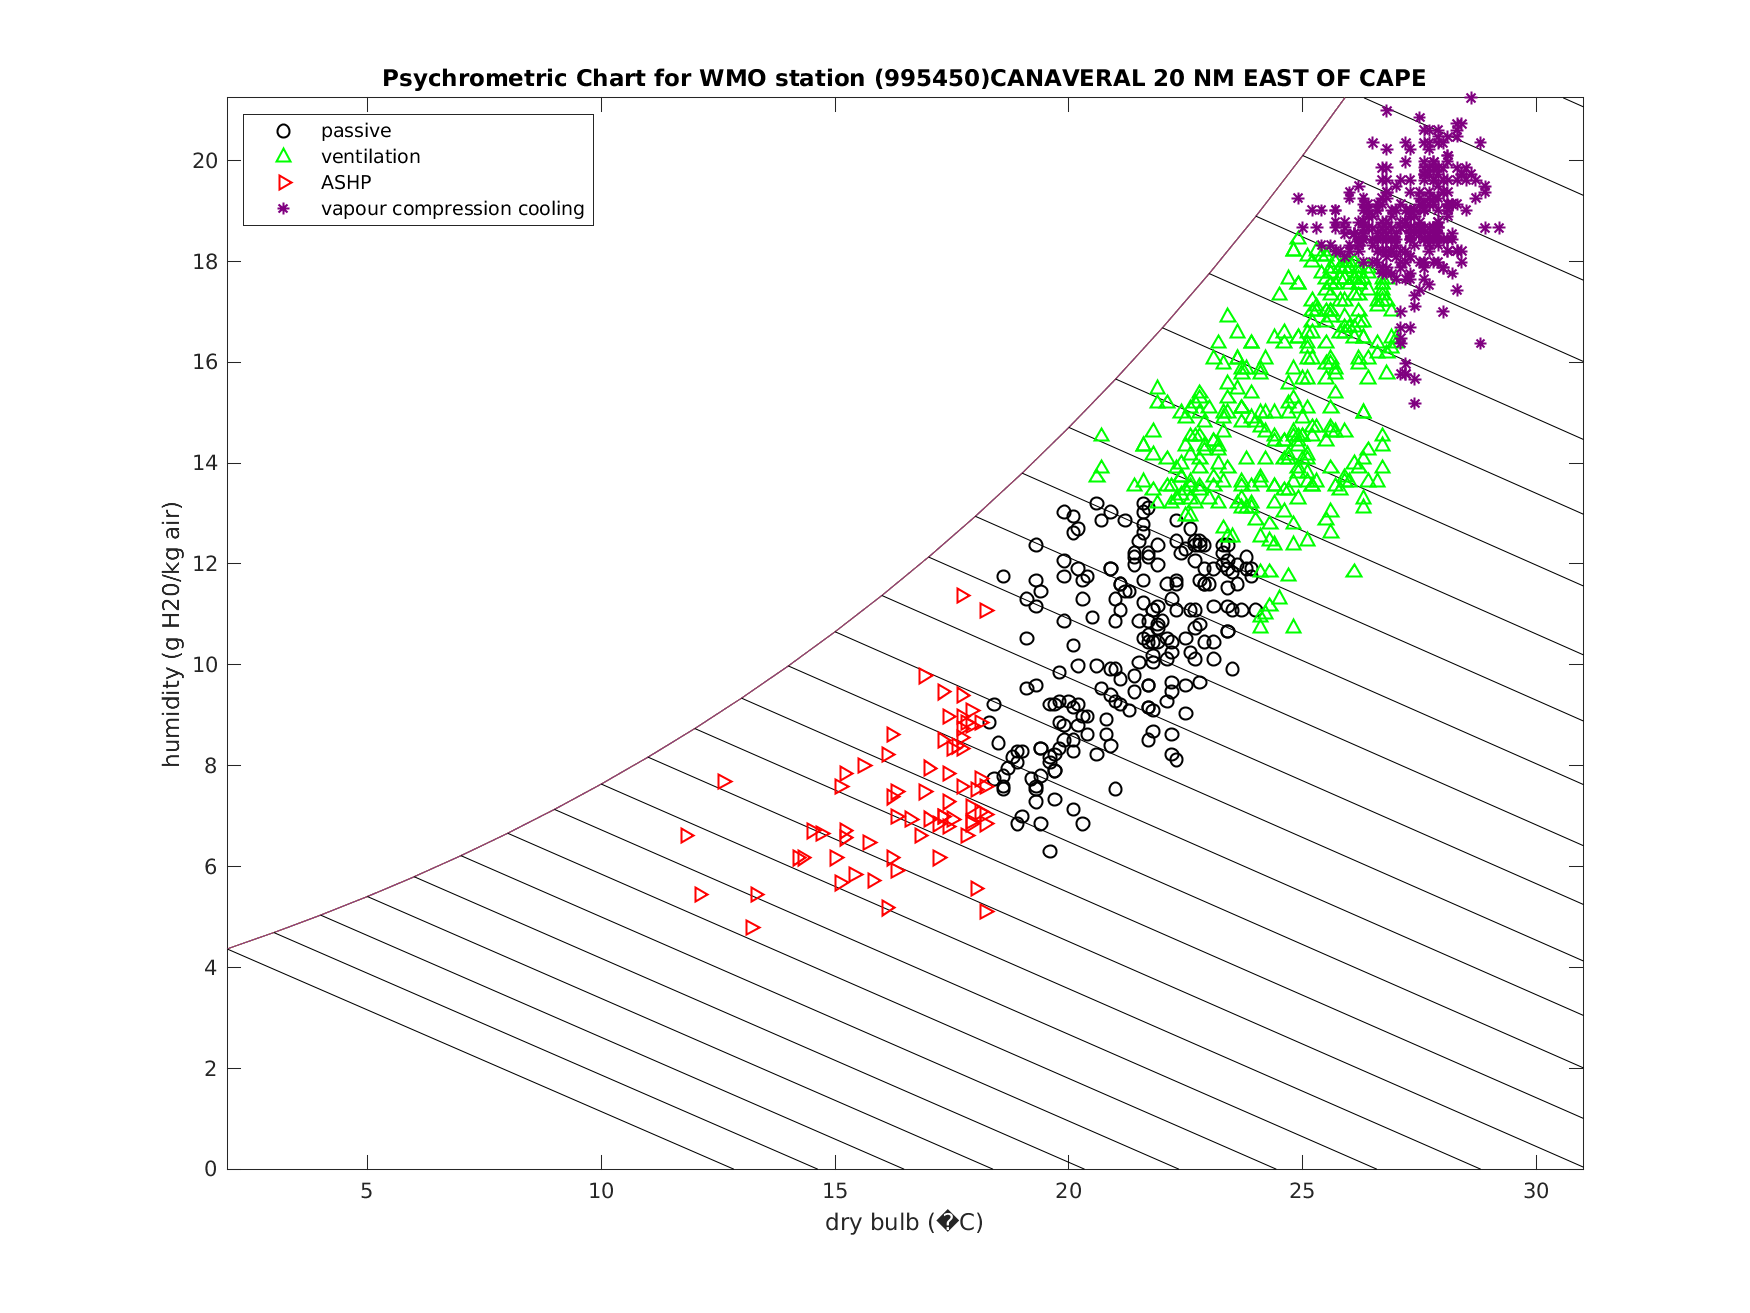 Psychrometric Chart for WMO station (995450)CANAVERAL 20 NM EAST OF CAPE
passive
ventilation
ASHP
vapour compression cooling
humidity (g H20/kg air)
20
18
16
14
12
10
8
6
4
2
0
5 10 15 20 25 30
dry bulb (�C)